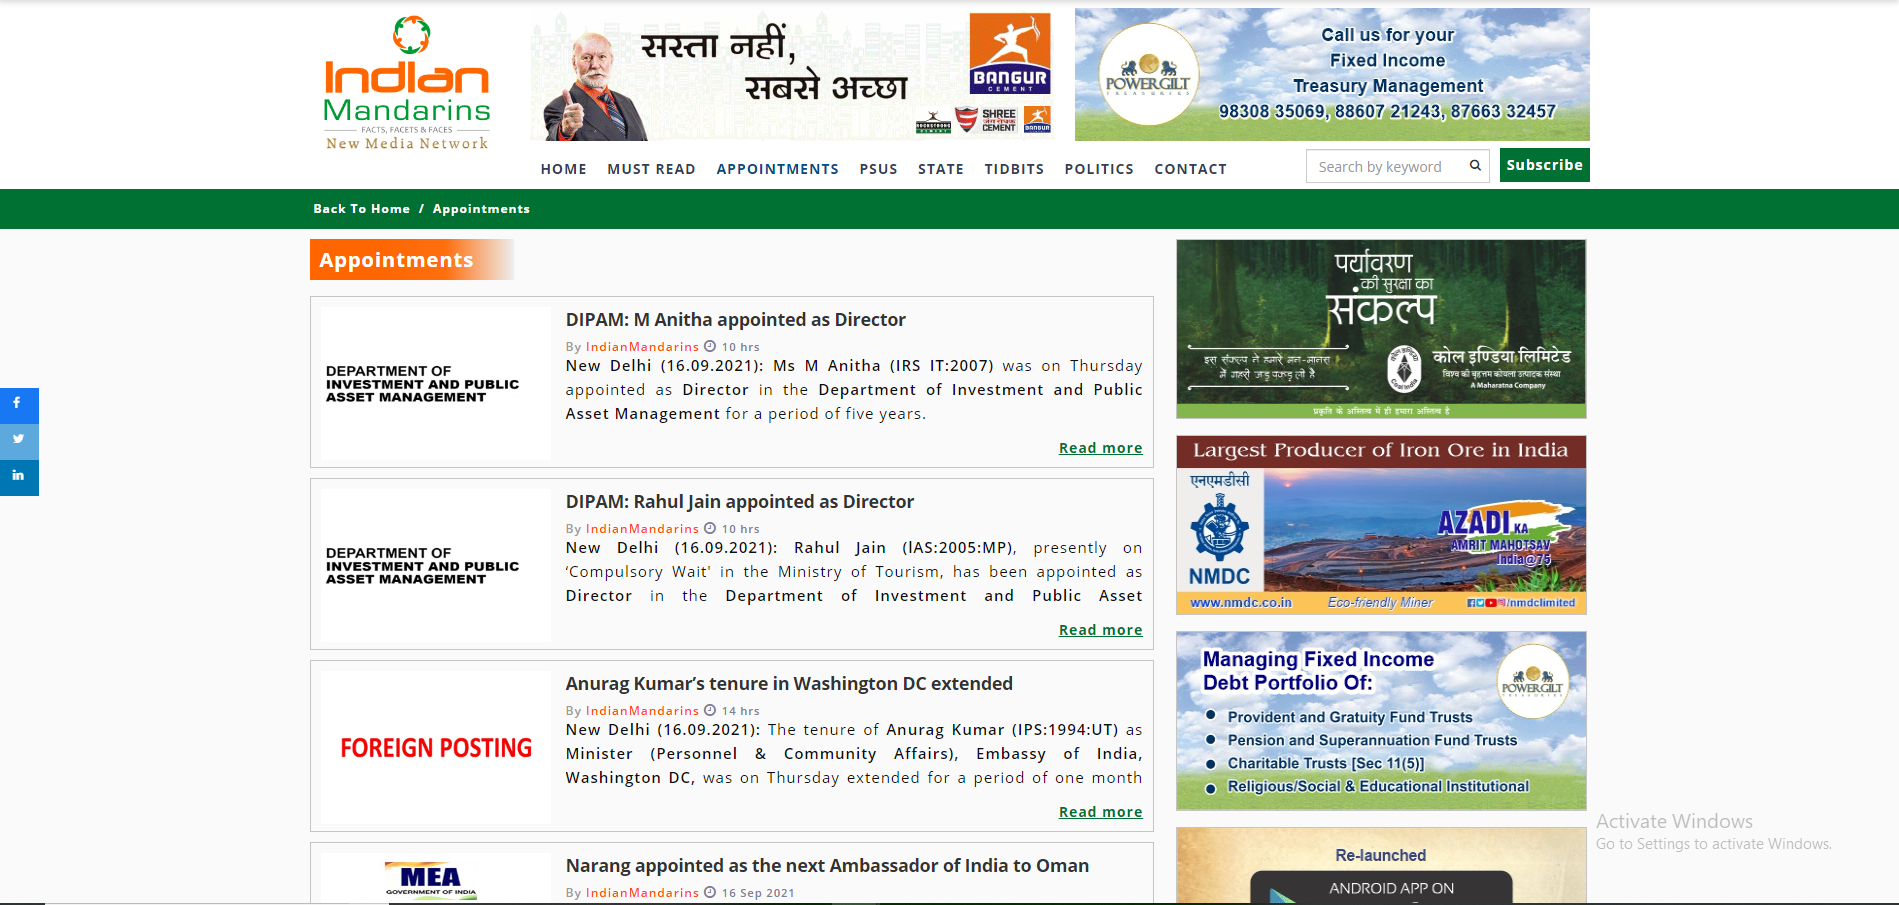 Indian
Mandarins
FACTS, FACETS & FACES
New Media Network
सस्ता नहीं,
सबसे अच्छा
BANGUR
CEMENT
ROCKSTRONG
CEMENT
SHREE
जंग रोधक
CEMENT
BANGUR
POWERGILT
TREASURIES
Call us for your
Fixed Income
Treasury Management
98308 35069, 88607 21243, 87663 32457
HOME MUST READ APPOINTMENTS PSUS STATE TIDBITS POLITICS CONTACT
Search by keyword
Subscribe
Back To Home / Appointments
Appointments
DEPARTMENT OF
INVESTMENT AND PUBLIC
ASSET MANAGEMENT
DIPAM: M Anitha appointed as Director
By IndianMandarins 10 hrs
New Delhi (16.09.2021): Ms M Anitha (IRS IT:2007) was on Thursday
appointed as Director in the Department of Investment and Public
Asset Management for a period of five years.
Read more
DEPARTMENT OF
INVESTMENT AND PUBLIC
ASSET MANAGEMENT
DIPAM: Rahul Jain appointed as Director
By IndianMandarins 10 hrs
New Delhi (16.09.2021): Rahul Jain (lAS:2005:MP), presently on
‘Compulsory Wait' in the Ministry of Tourism, has been appointed as
Director in the Department of Investment and Public Asset
Read more
FOREIGN POSTING
Anurag Kumar’s tenure in Washington DC extended
By IndianMandarins 14 hrs
New Delhi (16.09.2021): The tenure of Anurag Kumar (IPS:1994:UT) as
Minister (Personnel & Community Affairs), Embassy of India,
Washington DC, was on Thursday extended for a period of one month
Read more
MEA
GOVERNMENT OF INDIA
Narang appointed as the next Ambassador of India to Oman
By IndianMandarins 16 Sep 2021
पर्यावरण
की सुरक्षा का
संकल्प
इस संकल्प ने हमारे मन-मानस
में गहरी जड़ पकड़ ली है
Coal India
कोल इण्डिया लिमिटेड
विश्व की बृहत्तम कोयला उत्पादक संस्था
A Maharatna Company
प्रकृति के अस्तित्व में ही हमारा अस्तित्व है
Largest Producer of Iron Ore in India
एनएमडीसी
NMDC
AZADI KA
AMRIT MAHOTSAV
India@75
www.nmdc.co.in Eco-friendly Miner /nmdclimited
Managing Fixed Income
Debt Portfolio Of:
POWERGILT
TREASURIES
Provident and Gratuity Fund Trusts
Pension and Superannuation Fund Trusts
Charitable Trusts [Sec 11(5)]
Religious/Social & Educational Institutional
Re-launched
ANDROID APP ON
Activate Windows
Go to Settings to activate Windows.